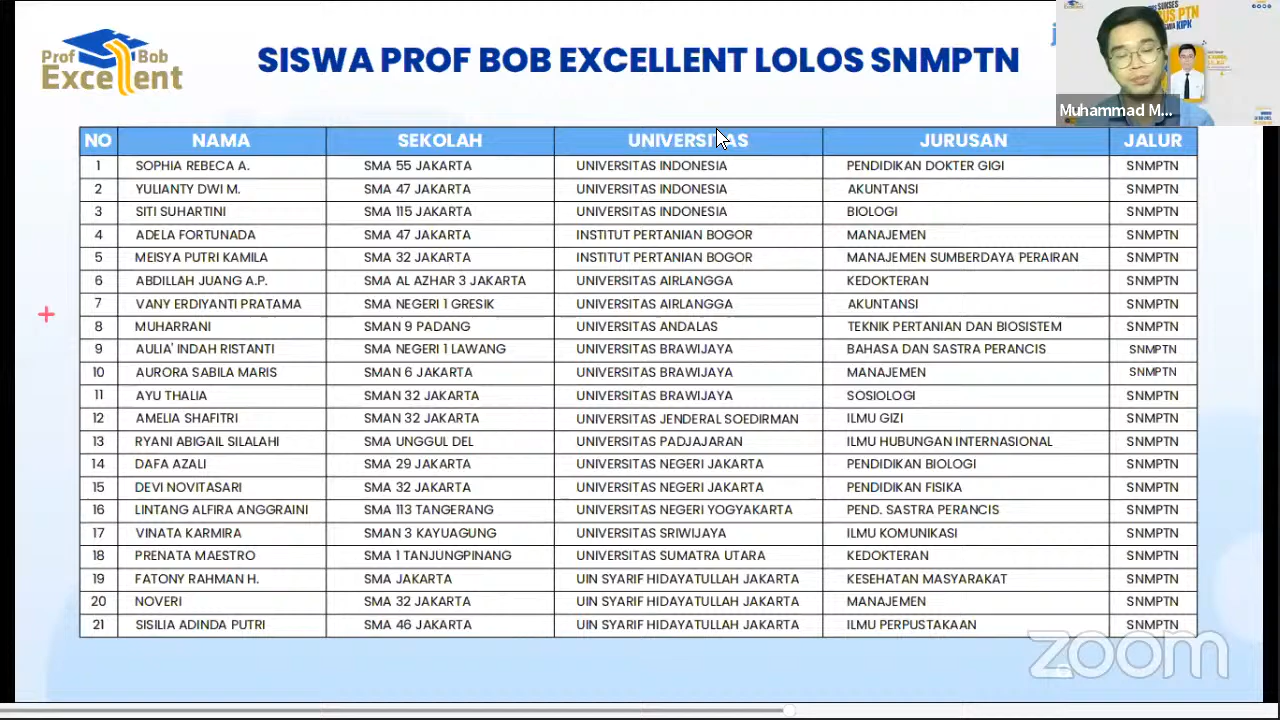 Prof Bob
Excellent
SISWA PROF BOB EXCELLENT LOLOS SNMPTN
SUKSES
PTN
KIPK
Muhammad M...
NO NAMA SEKOLAH UNIVERSITAS JURUSAN JALUR
1 SOPHIA REBECA A. SMA 55 JAKARTA UNIVERSITAS INDONESIA PENDIDIKAN DOKTER GIGI SNMPTN
2 YULIANTY DWI M. SMA 47 JAKARTA UNIVERSITAS INDONESIA AKUNTANSI SNMPTN
3 SITI SUHARTINI SMA 115 JAKARTA UNIVERSITAS INDONESIA BIOLOGI SNMPTN
4 ADELA FORTUNADA SMA 47 JAKARTA INSTITUT PERTANIAN BOGOR MANAJEMEN SNMPTN
5 MEISYA PUTRI KAMILA SMA 32 JAKARTA INSTITUT PERTANIAN BOGOR MANAJEMEN SUMBERDAYA PERAIRAN SNMPTN
6 ABDILLAH JUANG A.P. SMA AL AZHAR 3 JAKARTA UNIVERSITAS AIRLANGGA KEDOKTERAN SNMPTN
7 VANY ERDIYANTI PRATAMA SMA NEGERI 1 GRESIK UNIVERSITAS AIRLANGGA AKUNTANSI SNMPTN
8 MUHARRANI SMAN 9 PADANG UNIVERSITAS ANDALAS TEKNIK PERTANIAN DAN BIOSISTEM SNMPTN
9 AULIA' INDAH RISTANTI SMA NEGERI 1 LAWANG UNIVERSITAS BRAWIJAYA BAHASA DAN SASTRA PERANCIS SNMPTN
10 AURORA SABILA MARIS SMAN 6 JAKARTA UNIVERSITAS BRAWIJAYA MANAJEMEN SNMPTN
11 AYU THALIA SMAN 32 JAKARTA UNIVERSITAS BRAWIJAYA SOSIOLOGI SNMPTN
12 AMELIA SHAFITRI SMAN 32 JAKARTA UNIVERSITAS JENDERAL SOEDIRMAN ILMU GIZI SNMPTN
13 RYANI ABIGAIL SILALAHI SMA UNGGUL DEL UNIVERSITAS PADJAJARAN ILMU HUBUNGAN INTERNASIONAL SNMPTN
14 DAFA AZALI SMA 29 JAKARTA UNIVERSITAS NEGERI JAKARTA PENDIDIKAN BIOLOGI SNMPTN
15 DEVI NOVITASARI SMA 32 JAKARTA UNIVERSITAS NEGERI JAKARTA PENDIDIKAN FISIKA SNMPTN
16 LINTANG ALFIRA ANGGRAINI SMA 113 TANGERANG UNIVERSITAS NEGERI YOGYAKARTA PEND. SASTRA PERANCIS SNMPTN
17 VINATA KARMIRA SMAN 3 KAYUAGUNG UNIVERSITAS SRIWIJAYA ILMU KOMUNIKASI SNMPTN
18 PRENATA MAESTRO SMA 1 TANJUNGPINANG UNIVERSITAS SUMATRA UTARA KEDOKTERAN SNMPTN
19 FATONY RAHMAN H. SMA JAKARTA UIN SYARIF HIDAYATULLAH JAKARTA KESEHATAN MASYARAKAT SNMPTN
20 NOVERI SMA 32 JAKARTA UIN SYARIF HIDAYATULLAH JAKARTA MANAJEMEN SNMPTN
21 SISILIA ADINDA PUTRI SMA 46 JAKARTA UIN SYARIF HIDAYATULLAH JAKARTA ILMU PERPUSTAKAAN SNMPTN
zoom